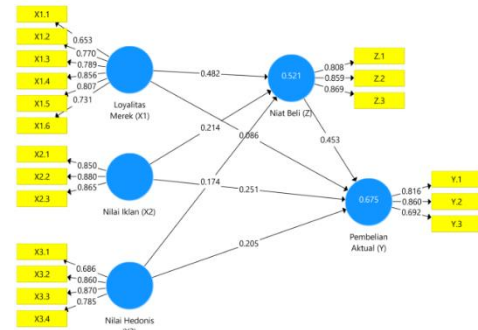 X1.1
X1.2
X1.3
X1.4
X1.5
X1.6
0.653
0.770
0.789
0.856
0.807
0.731
Loyalitas
Merek (X1)
X2.1
X2.2
X2.3
0.850
0.880
0.865
Nilai Iklan (X2)
X3.1
X3.2
X3.3
X3.4
0.686
0.860
0.870
0.785
Nilai Hedonis
0.482
0.214
0.086
0.174
0.251
0.205
0.521
Niat Beli (Z)
0.808
0.859
0.869
Z.1
Z.2
Z.3
0.453
0.675
Pembelian
Aktual (Y)
0.816
0.860
0.692
Y.1
Y.2
Y.3